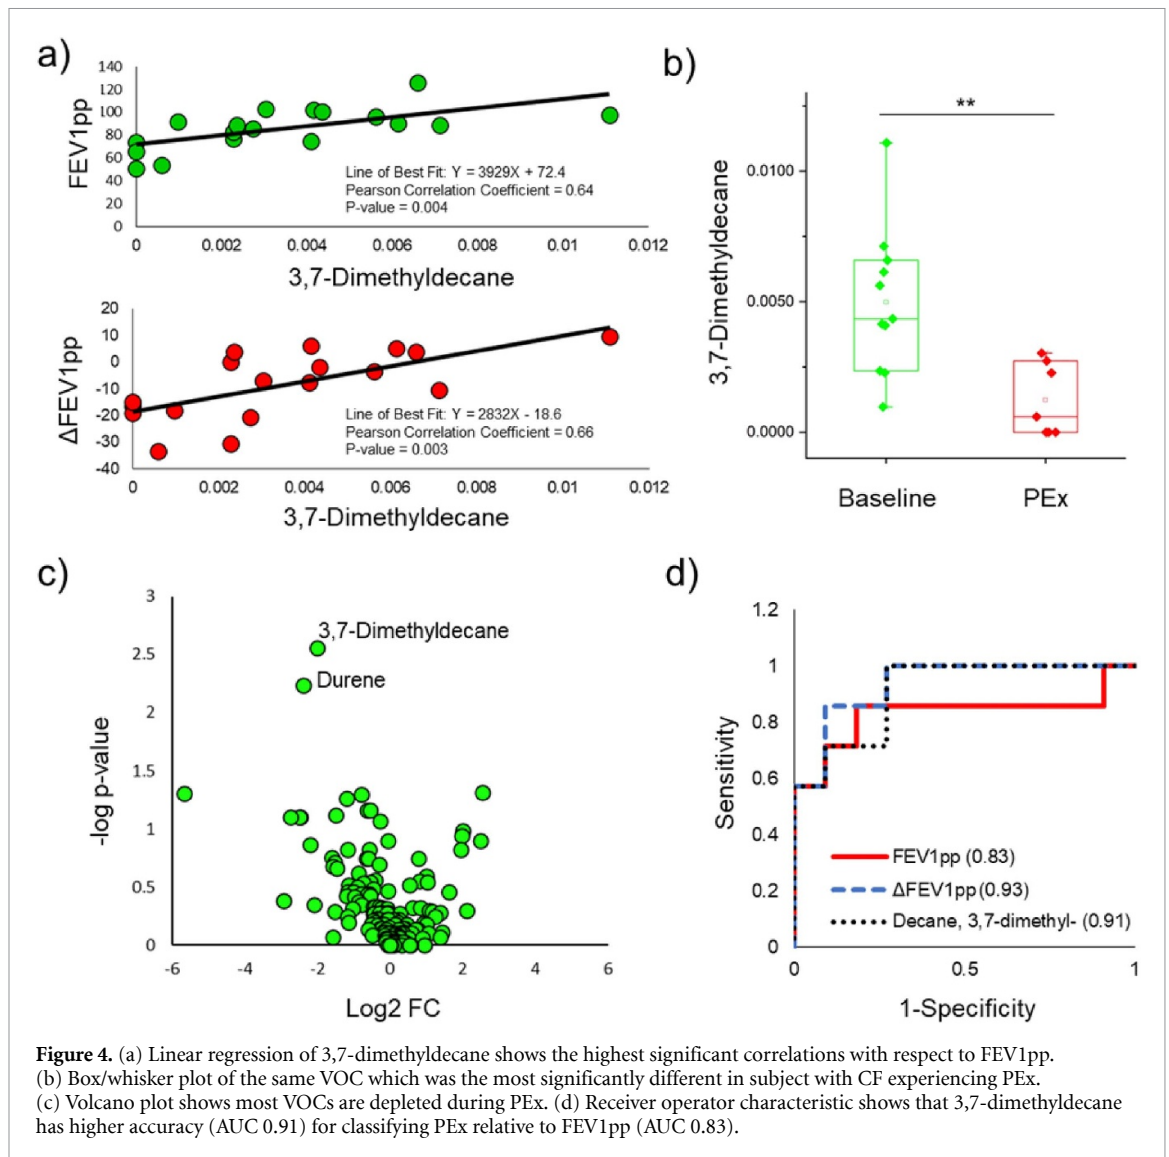 a)
FEV1pp
140
120
100
80
60
40
20
0
Line of Best Fit: Y = 3929X + 72.4
Pearson Correlation Coefficient = 0.64
P-value = 0.004
0 0.002 0.004 0.006 0.008 0.01 0.012
3,7-Dimethyldecane
ΔFEV1pp
20
10
0
-10
-20
-30
-40
Line of Best Fit: Y = 2832X - 18.6
Pearson Correlation Coefficient = 0.66
P-value = 0.003
0 0.002 0.004 0.006 0.008 0.01 0.012
3,7-Dimethyldecane
b)
**
3,7-Dimethyldecane
0.0100
0.0050
0.0000
Baseline PEx
c)
-log p-value
3
2.5
2
1.5
1
0.5
0
3,7-Dimethyldecane
Durene
-6 -4 -2 0 2 4 6
Log2 FC
d)
Sensitivity
1.2
1
0.8
0.6
0.4
0.2
0
FEV1pp (0.83)
ΔFEV1pp (0.93)
Decane, 3,7-dimethyl- (0.91)
0 0.5 1
1-Specificity
Figure 4. (a) Linear regression of 3,7-dimethyldecane shows the highest significant correlations with respect to FEV1pp.
(b) Box/whisker plot of the same VOC which was the most significantly different in subject with CF experiencing PEx.
(c) Volcano plot shows most VOCs are depleted during PEx. (d) Receiver operator characteristic shows that 3,7-dimethyldecane
has higher accuracy (AUC 0.91) for classifying PEx relative to FEV1pp (AUC 0.83).